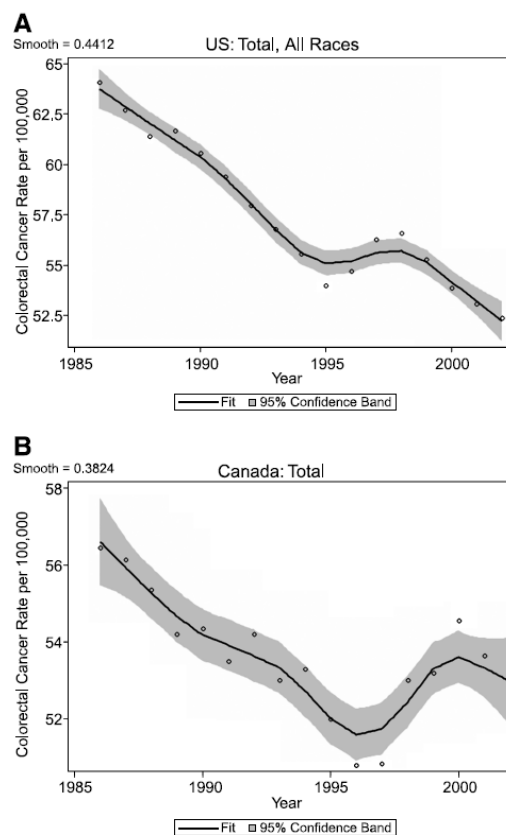 A
Smooth = 0.4412
US: Total, All Races
Colorectal Cancer Rate per 100,000
65
62.5
60
57.5
55
52.5
1985 1990 1995 2000
Year
Fit 95% Confidence Band
B
Smooth = 0.3824
Canada: Total
Colorectal Cancer Rate per 100,000
58
56
54
52
1985 1990 1995 2000
Year
Fit 95% Confidence Band